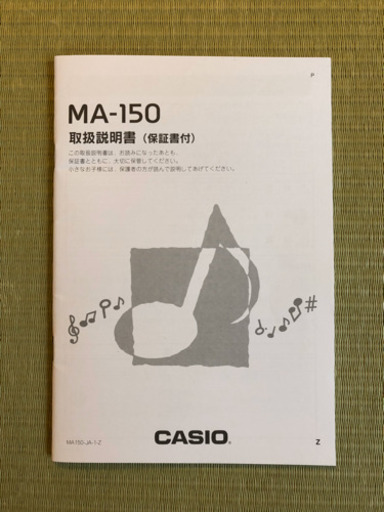 P
MA-150
取扱説明書（保証書付）
この取扱説明書は、お読みになった後も、
保証書とともに、大切に保管してください。
小さなお子様には、保護者の方が読んで説明してあげてください。
MA150-JA-1-Z
CASIO®
Z